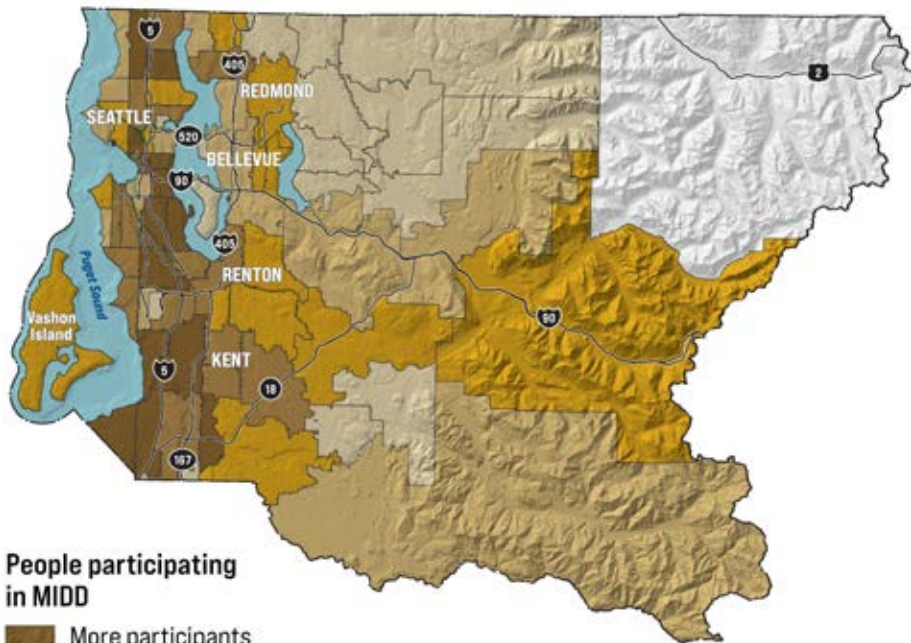 5
405
2
REDMOND
SEATTLE
520
BELLEVUE
90
405
RENTON
Puget Sound
Vashon
Island
90
KENT
5
18
167
People participating
in MIDD
More participants